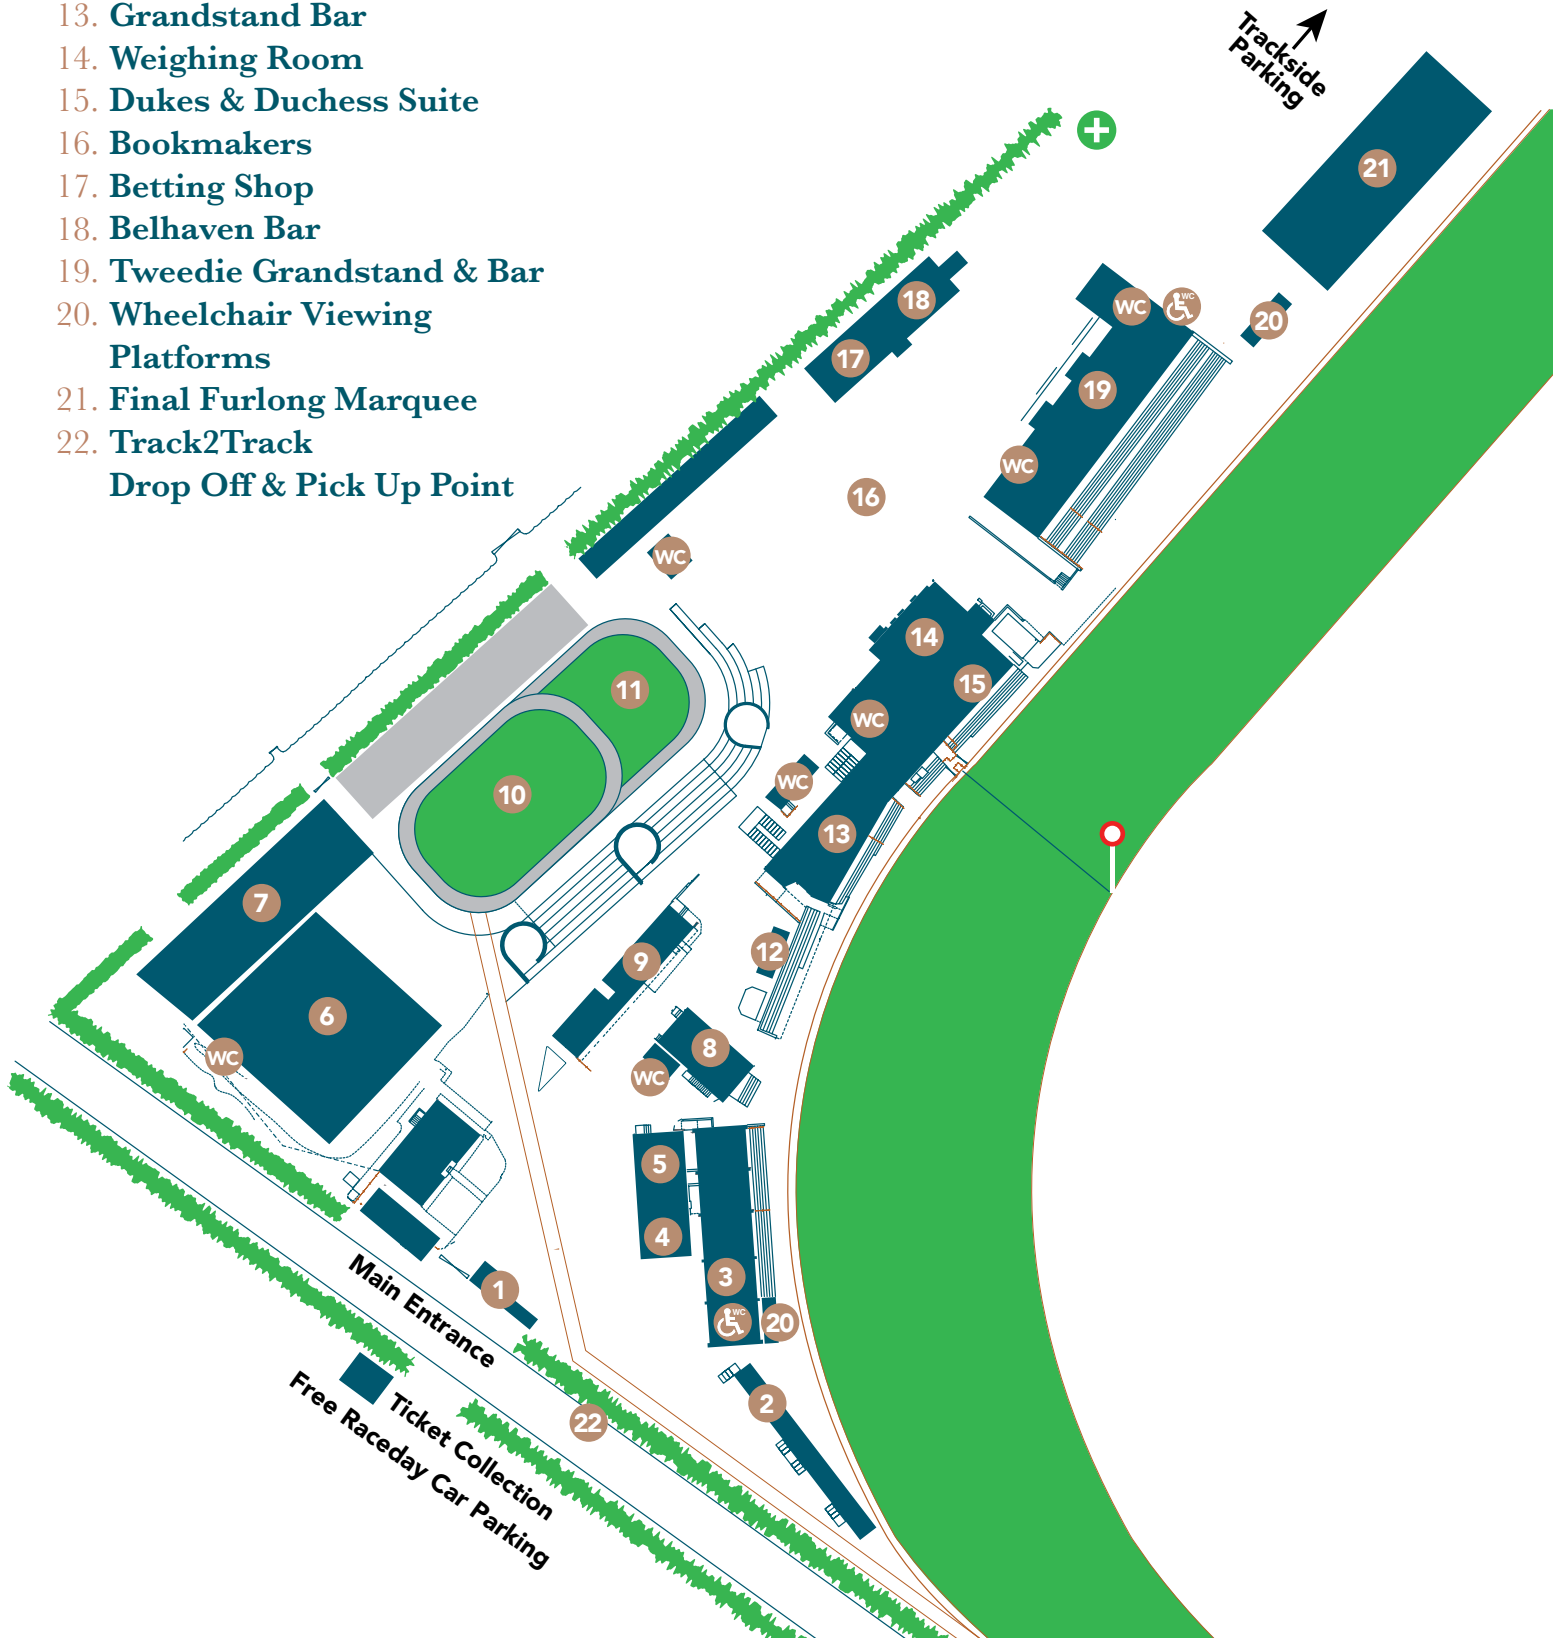 13. Grandstand Bar
14. Weighing Room
15. Dukes & Duchess Suite
16. Bookmakers
17. Betting Shop
18. Belhaven Bar
19. Tweedie Grandstand & Bar
20. Wheelchair Viewing
Platforms
21. Final Furlong Marquee
22. Track2Track
Drop Off & Pick Up Point
Trackside
Parking
21
18
WC
WC
20
17
19
WC
16
WC
14
15
11
WC
WC
10
13
7
12
9
6
8
WC
WC
5
4
3
1
WC
20
Main Entrance
2
22
Ticket Collection
Free Raceday Car Parking